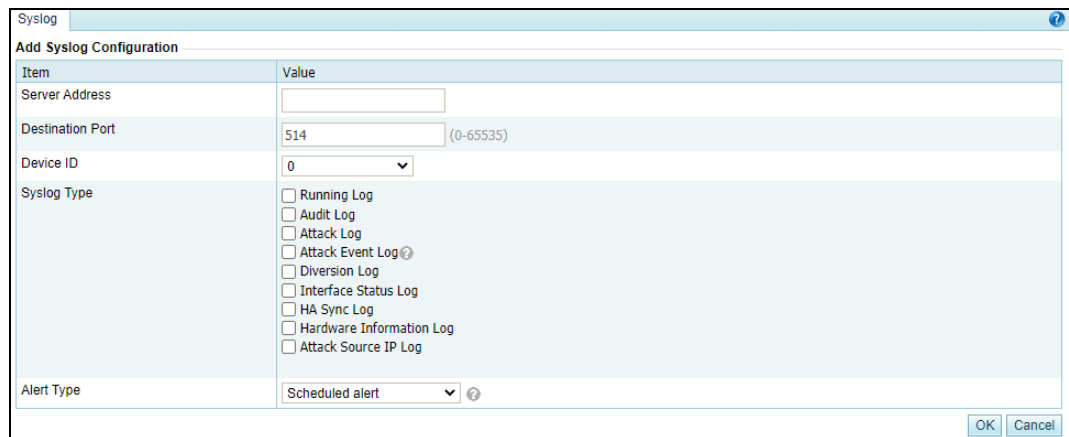 Syslog
Add Syslog Configuration
Item Value
Server Address
Destination Port 514 (0-65535)
Device ID 0
Syslog Type
Running Log
Audit Log
Attack Log
Attack Event Log
Diversion Log
Interface Status Log
HA Sync Log
Hardware Information Log
Attack Source IP Log
Alert Type Scheduled alert
OK Cancel